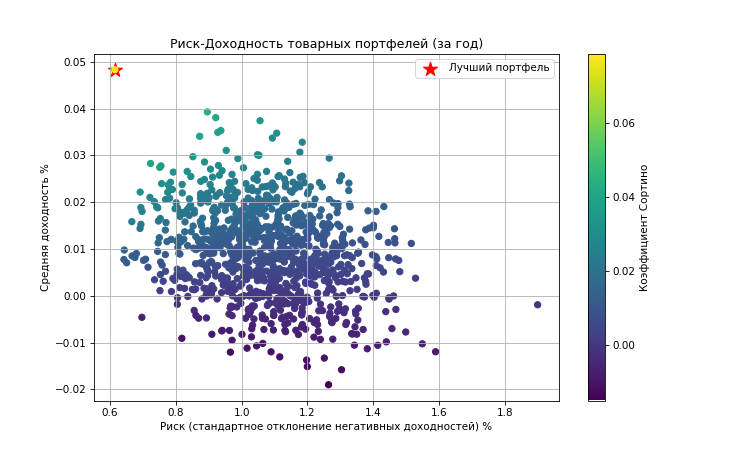 Риск-Доходность товарных портфелей (за год)
Лучший портфель
Средняя доходность %
0.05
0.04
0.03
0.02
0.01
0.00
−0.01
−0.02
0.6 0.8 1.0 1.2 1.4 1.6 1.8
Риск (стандартное отклонение негативных доходностей) %
0.06
0.04
0.02
0.00
Коэффициент Сортино